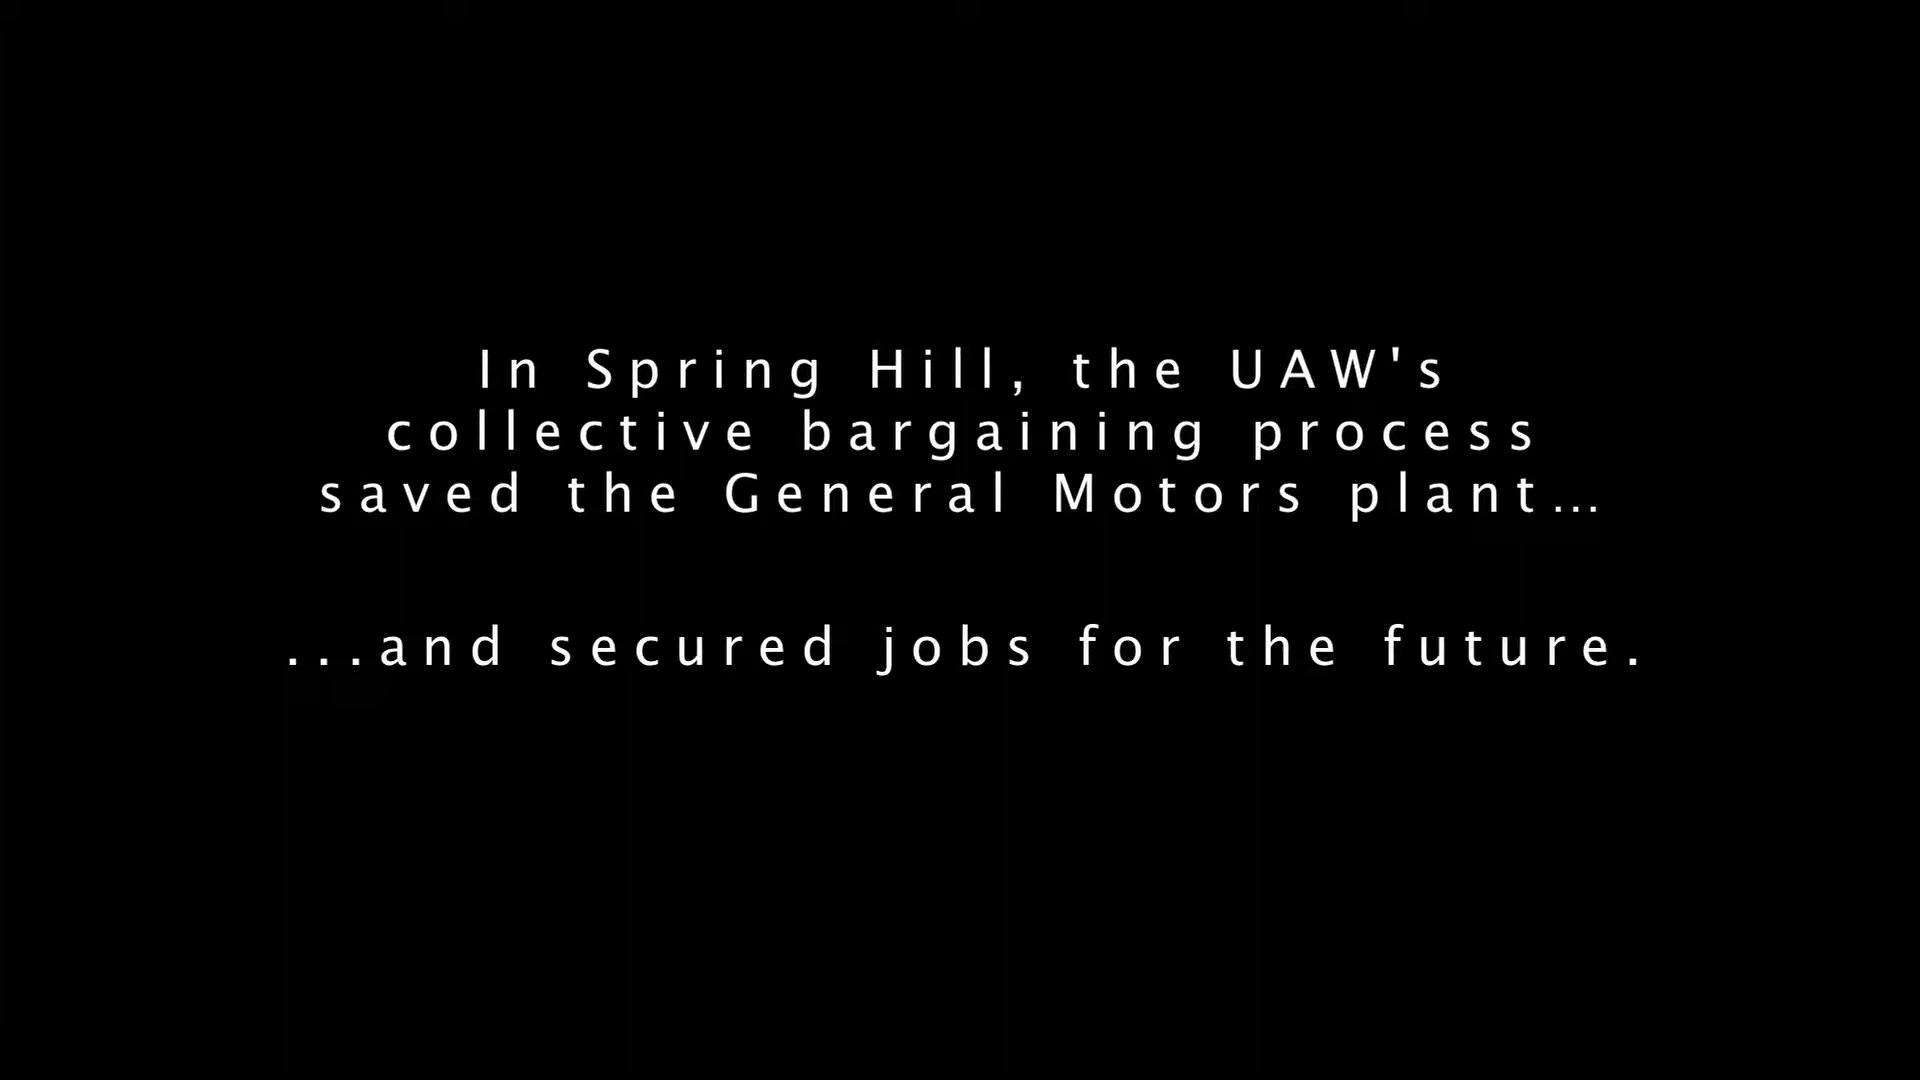 In Spring Hill, the UAW's
collective bargaining process
saved the General Motors plant…
...and secured jobs for the future.